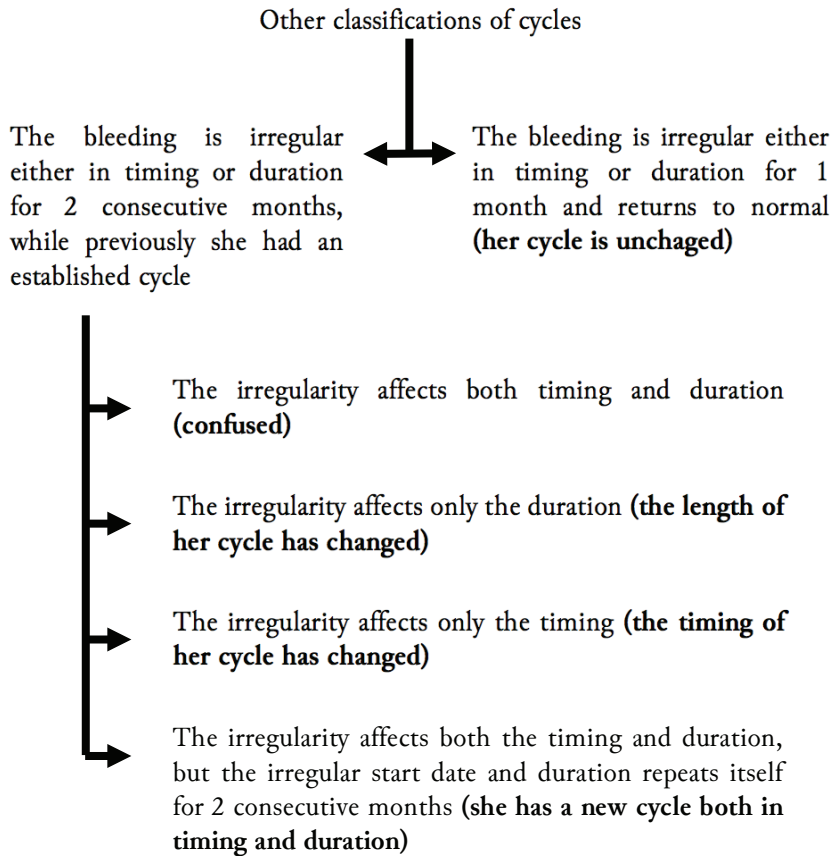 Other classifications of cycles
The bleeding is irregular
either in timing or duration
for 2 consecutive months,
while previously she had an
established cycle
The bleeding is irregular either
in timing or duration for 1
month and returns to normal
(her cycle is unchaged)
The irregularity affects both timing and duration
(confused)
The irregularity affects only the duration (the length of
her cycle has changed)
The irregularity affects only the timing (the timing of
her cycle has changed)
The irregularity affects both the timing and duration,
but the irregular start date and duration repeats itself
for 2 consecutive months (she has a new cycle both in
timing and duration)